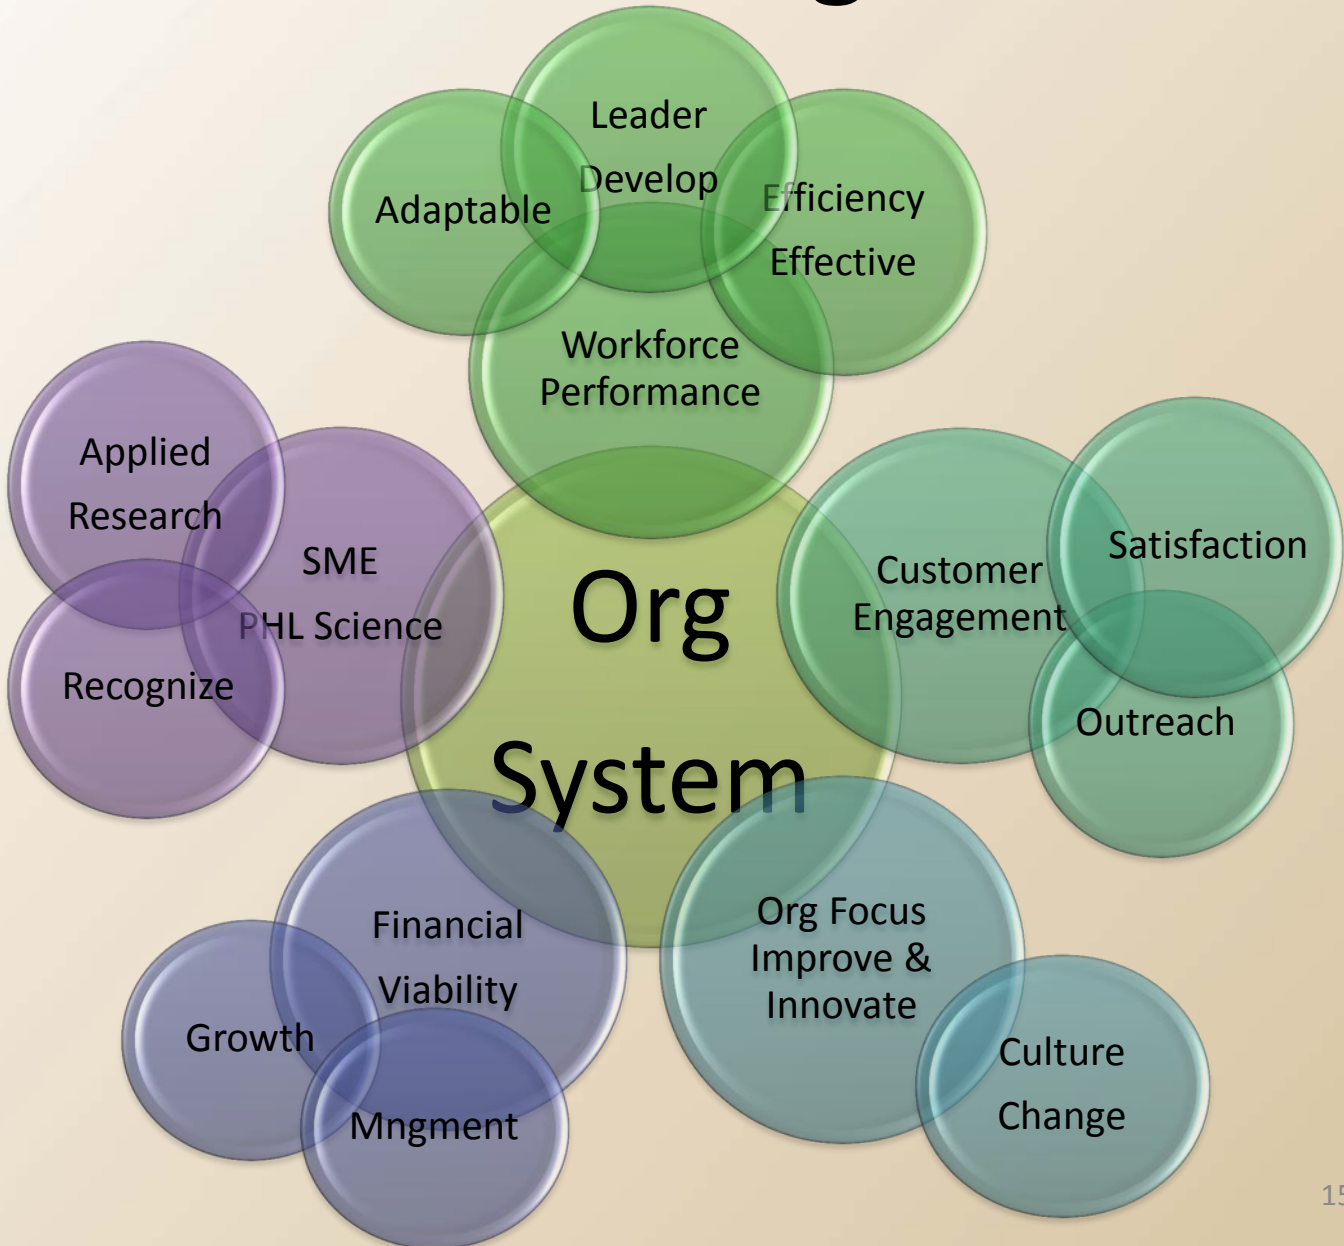 Leader
Develop
Adaptable
Efficiency
Effective
Workforce
Performance
Applied
Research
SME
PHL Science
Recognize
Org
System
Customer
Engagement
Satisfaction
Outreach
Financial
Viability
Growth
Mngment
Org Focus
Improve &
Innovate
Culture
Change
15